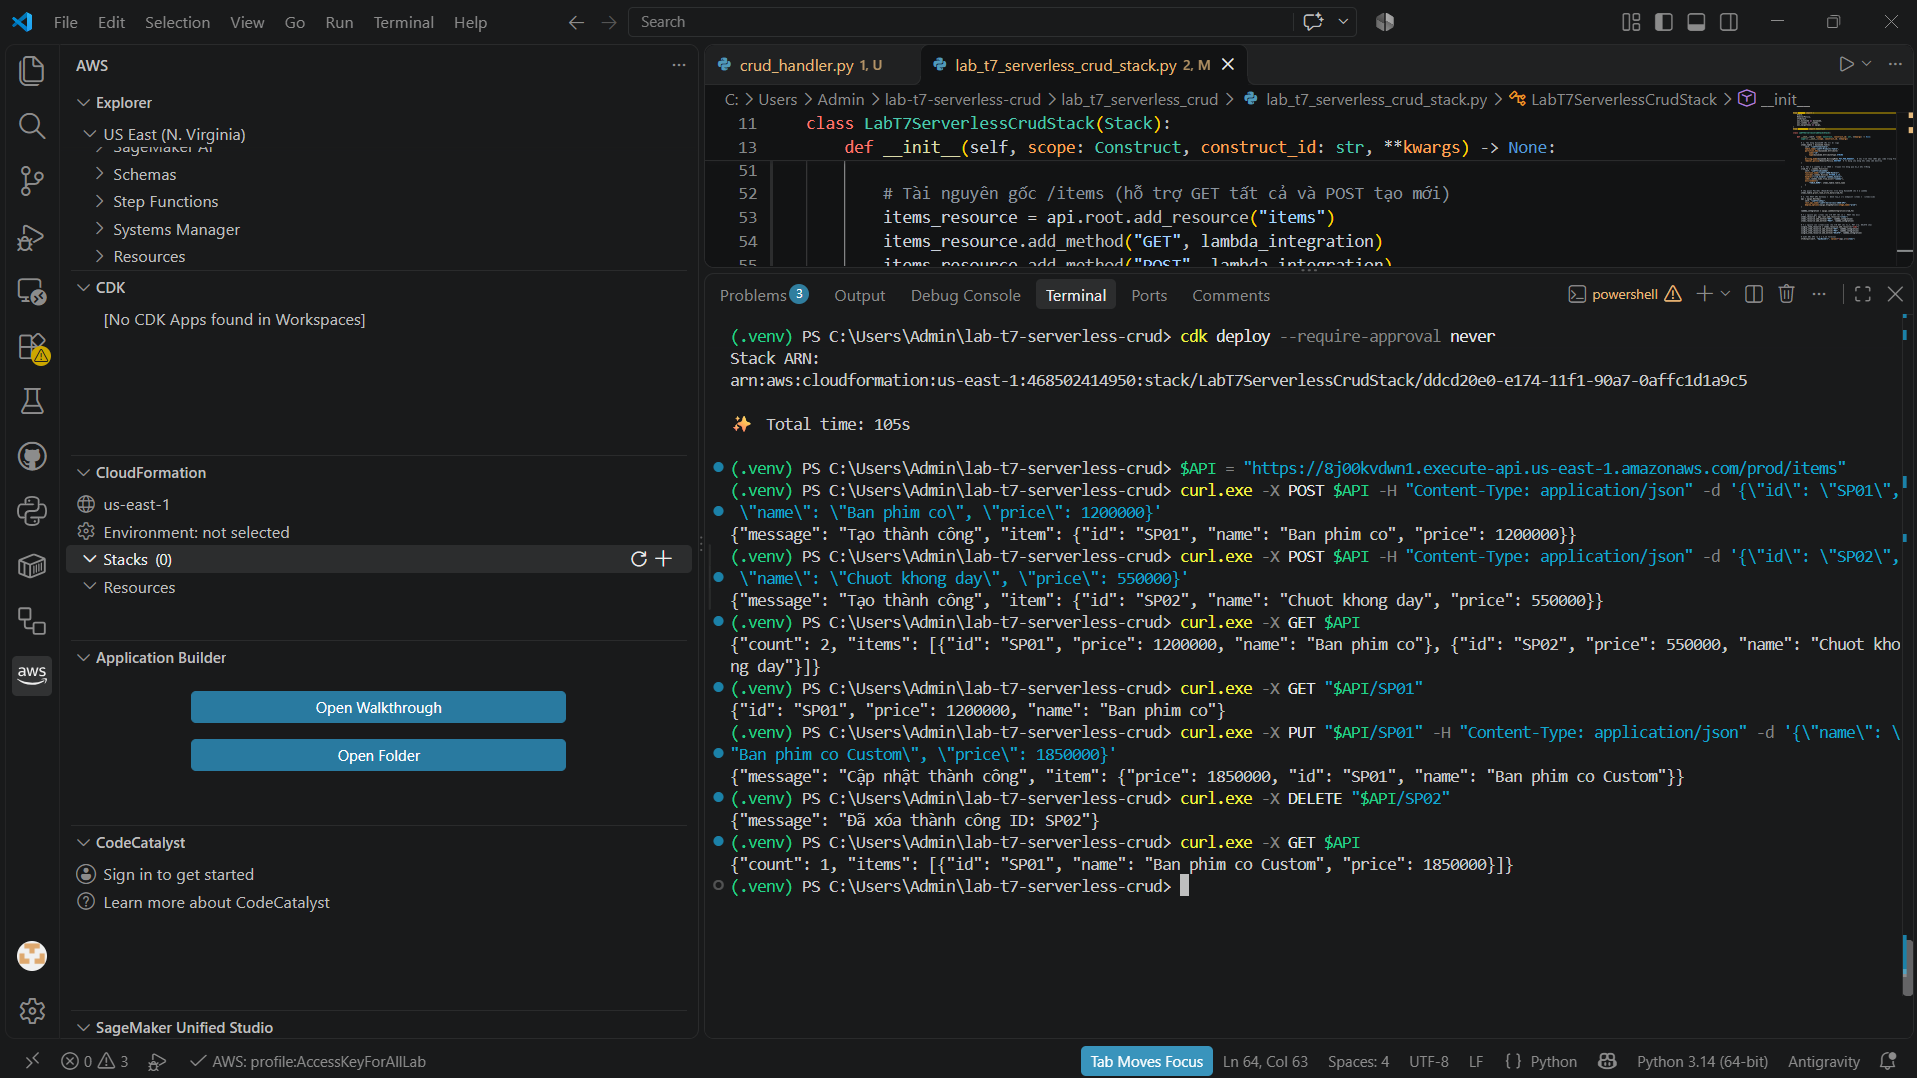 File Edit Selection View Go Run Terminal Help
Search
AWS
Explorer
US East (N. Virginia)
SageMaker AI
Schemas
Step Functions
Systems Manager
Resources
CDK
[No CDK Apps found in Workspaces]
CloudFormation
us-east-1
Environment: not selected
Stacks (0)
Resources
Application Builder
Open Walkthrough
Open Folder
CodeCatalyst
Sign in to get started
Learn more about CodeCatalyst
SageMaker Unified Studio
aws
crud_handler.py 1, U
lab_t7_serverless_crud_stack.py 2, M
C: > Users > Admin > lab-t7-serverless-crud > lab_t7_serverless_crud > lab_t7_serverless_crud_stack.py > LabT7ServerlessCrudStack > __init__
11 class LabT7ServerlessCrudStack(Stack):
13 def __init__(self, scope: Construct, construct_id: str, **kwargs) -> None:
51
52 # Tài nguyên gốc /items (hỗ trợ GET tất cả và POST tạo mới)
53 items_resource = api.root.add_resource("items")
54 items_resource.add_method("GET", lambda_integration)
55 items_resource.add_method("POST", lambda_integration)
Problems 3 Output Debug Console Terminal Ports Comments
powershell
(.venv) PS C:\Users\Admin\lab-t7-serverless-crud> cdk deploy --require-approval never
Stack ARN:
arn:aws:cloudformation:us-east-1:468502414950:stack/LabT7ServerlessCrudStack/ddcd20e0-e174-11f1-90a7-0affc1d1a9c5
✨ Total time: 105s
(.venv) PS C:\Users\Admin\lab-t7-serverless-crud> $API = "https://8j00kvdwn1.execute-api.us-east-1.amazonaws.com/prod/items"
(.venv) PS C:\Users\Admin\lab-t7-serverless-crud> curl.exe -X POST $API -H "Content-Type: application/json" -d '{\"id\": \"SP01\",
\"name\": \"Ban phim co\", \"price\": 1200000}'
{"message": "Tạo thành công", "item": {"id": "SP01", "name": "Ban phim co", "price": 1200000}}
(.venv) PS C:\Users\Admin\lab-t7-serverless-crud> curl.exe -X POST $API -H "Content-Type: application/json" -d '{\"id\": \"SP02\",
\"name\": \"Chuot khong day\", \"price\": 550000}'
{"message": "Tạo thành công", "item": {"id": "SP02", "name": "Chuot khong day", "price": 550000}}
(.venv) PS C:\Users\Admin\lab-t7-serverless-crud> curl.exe -X GET $API
{"count": 2, "items": [{"id": "SP01", "price": 1200000, "name": "Ban phim co"}, {"id": "SP02", "price": 550000, "name": "Chuot kho
ng day"}]}
(.venv) PS C:\Users\Admin\lab-t7-serverless-crud> curl.exe -X GET "$API/SP01"
{"id": "SP01", "price": 1200000, "name": "Ban phim co"}
(.venv) PS C:\Users\Admin\lab-t7-serverless-crud> curl.exe -X PUT "$API/SP01" -H "Content-Type: application/json" -d '{\"name\": \
"Ban phim co Custom\", \"price\": 1850000}'
{"message": "Cập nhật thành công", "item": {"price": 1850000, "id": "SP01", "name": "Ban phim co Custom"}}
(.venv) PS C:\Users\Admin\lab-t7-serverless-crud> curl.exe -X DELETE "$API/SP02"
{"message": "Đã xóa thành công ID: SP02"}
(.venv) PS C:\Users\Admin\lab-t7-serverless-crud> curl.exe -X GET $API
{"count": 1, "items": [{"id": "SP01", "name": "Ban phim co Custom", "price": 1850000}]}
(.venv) PS C:\Users\Admin\lab-t7-serverless-crud>
0 3 AWS: profile:AccessKeyForAllLab
Tab Moves Focus Ln 64, Col 63 Spaces: 4 UTF-8 LF { } Python Python 3.14 (64-bit) Antigravity